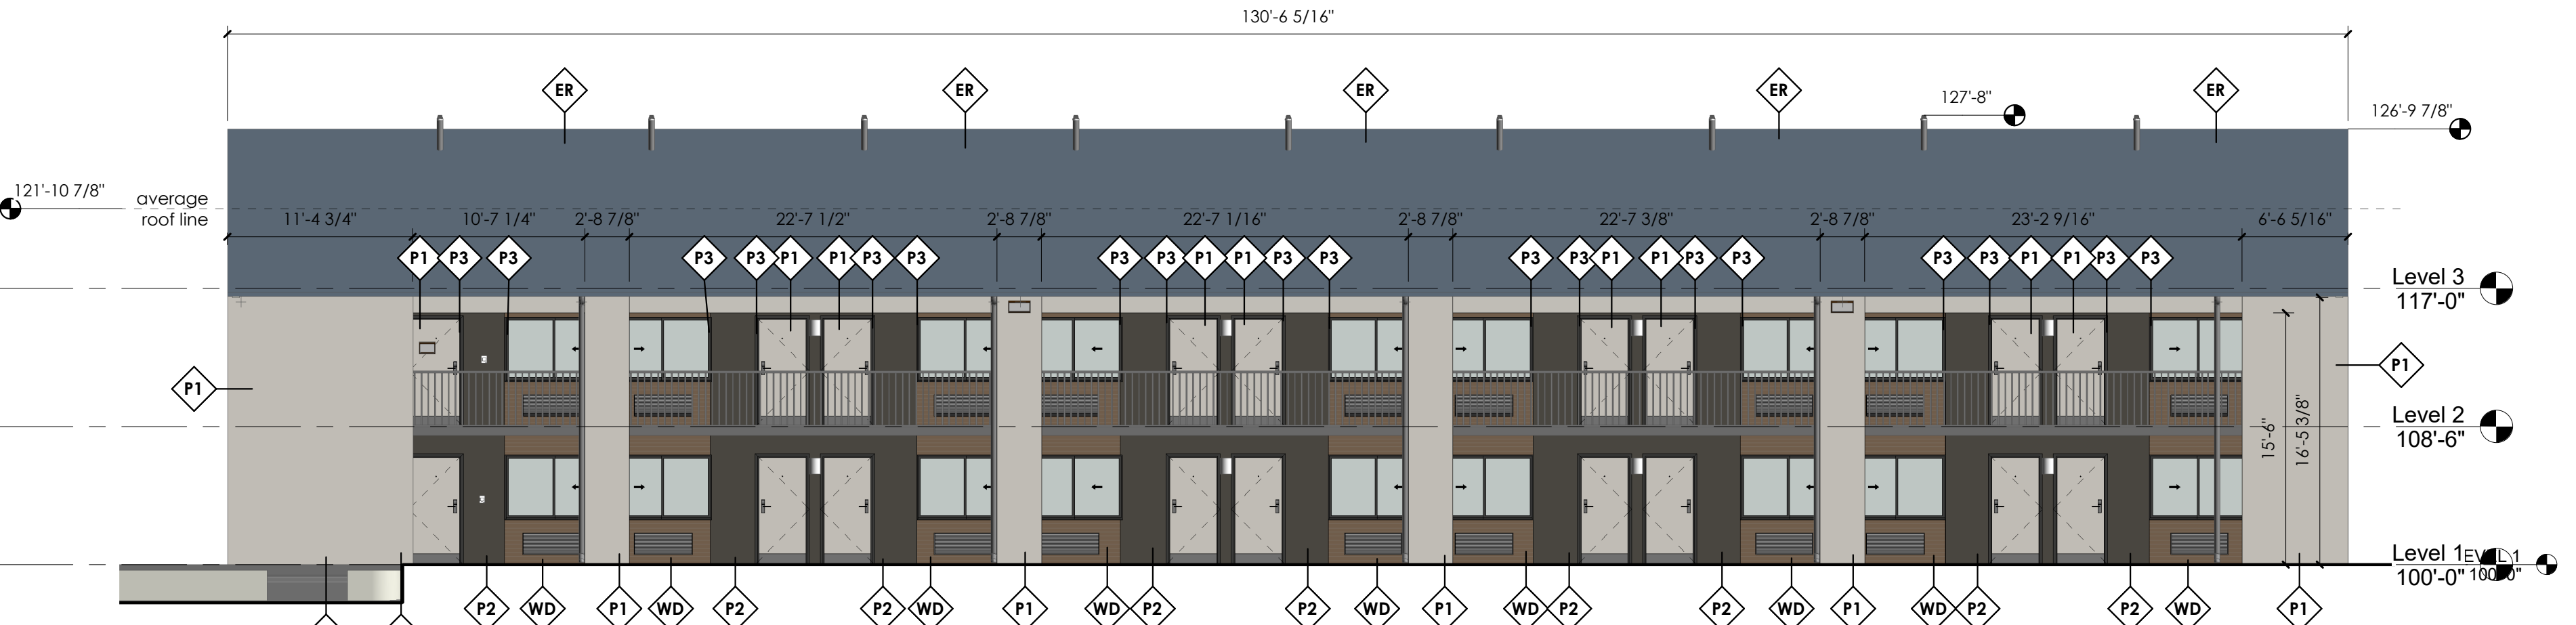 130'-6 5/16"
ER ER ER ER ER
127'-8"
126'-9 7/8"
121'-10 7/8"
average
roof line
11'-4 3/4" 10'-7 1/4" 2'-8 7/8" 22'-7 1/2" 2'-8 7/8" 22'-7 1/16" 2'-8 7/8" 22'-7 3/8" 2'-8 7/8" 23'-2 9/16" 6'-6 5/16"
P1 P3 P3 P3 P3 P1 P1 P3 P3 P3 P3 P1 P1 P3 P3 P3 P3 P1 P1 P3 P3 P3 P3 P1 P1 P3 P3
Level 3
117'-0"
P1 P1
Level 2
108'-6"
15'-6"
16'-5 3/8"
Level 1
100'-0"
P2 WD P1 WD P2 P2 WD P1 WD P2 P2 WD P1 WD P2 P2 WD P1 WD P2 P2 WD P1